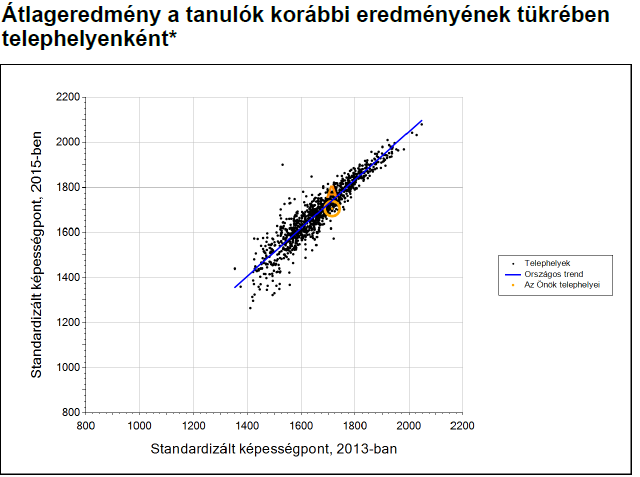 Átlageredmény a tanulók korábbi eredményének tükrében
telephelyenként*
Standardizált képességpont, 2015-ben
2200
2000
1800
1600
1400
1200
1000
800
800 1000 1200 1400 1600 1800 2000 2200
Standardizált képességpont, 2013-ban
Telephelyek
Országos trend
Az Önök telephelyei
A